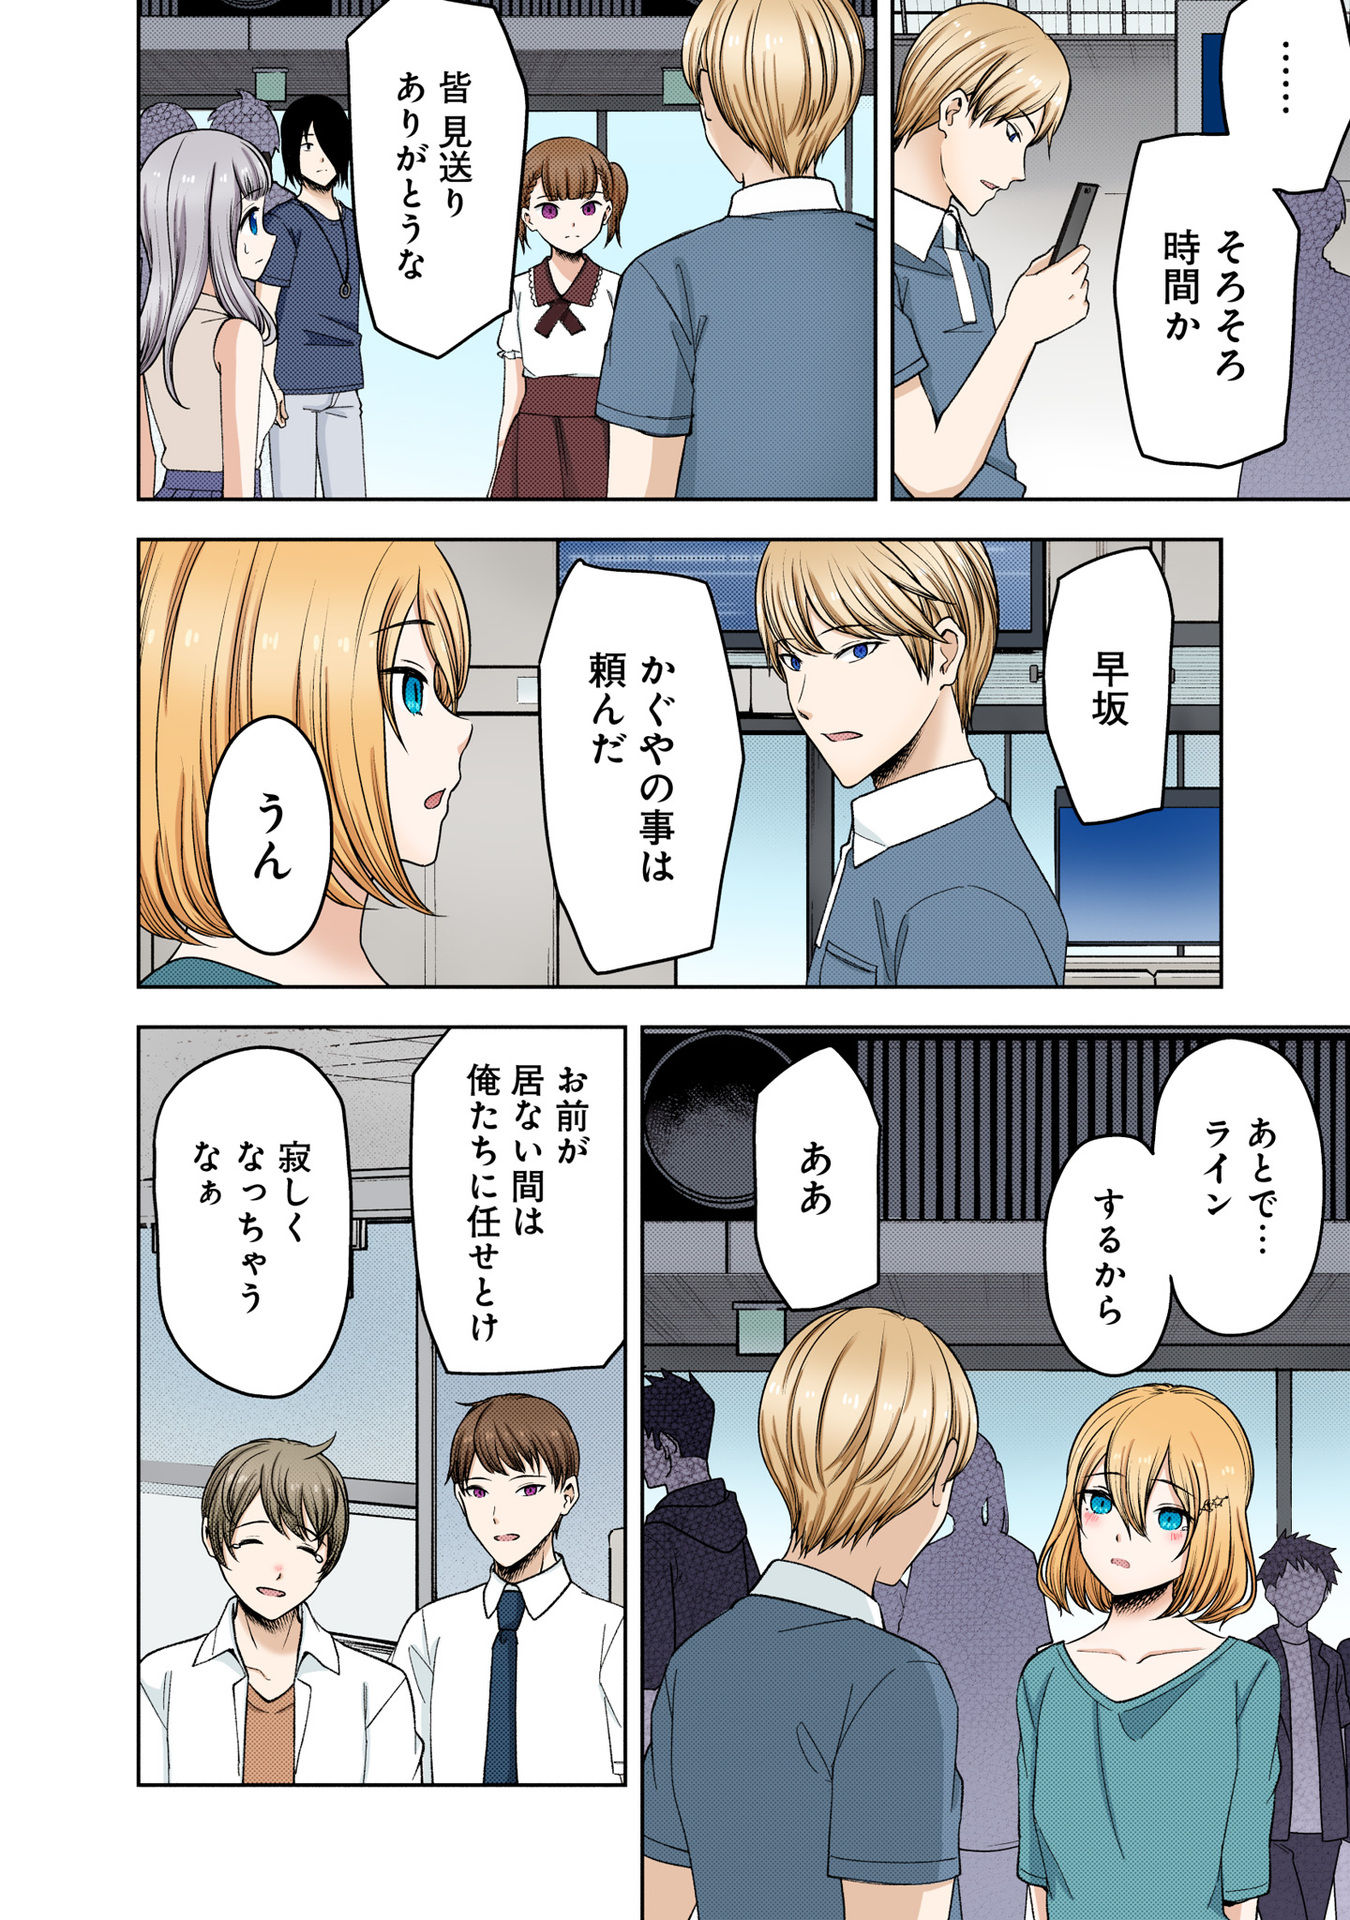 ……
そろそろ
時間か
皆 見送り
ありがとうな
早坂
かぐやの事は
頼んだ
うん
あとで…
ライン
するから
ああ
お前が
居ない間は
俺たちに任せとけ
寂しく
なっちゃう
なぁ